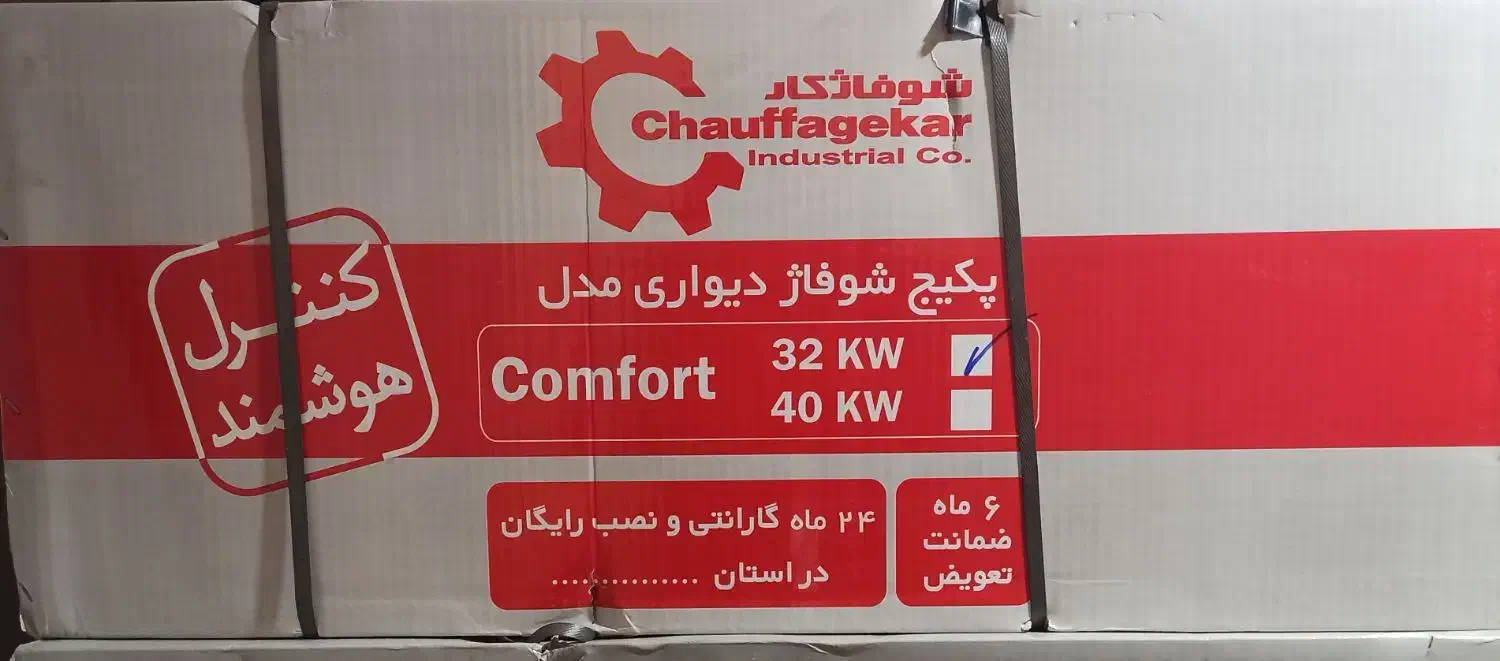 شوفاژکار
Chauffagekar
Industrial Co.
پکیج شوفاژ دیواری مدل
Comfort
32 KW
40 KW
کنترل
هوشمند
۶ ماه
ضمانت
تعویض
۲۴ ماه گارانتی و نصب رایگان
در استان ...............